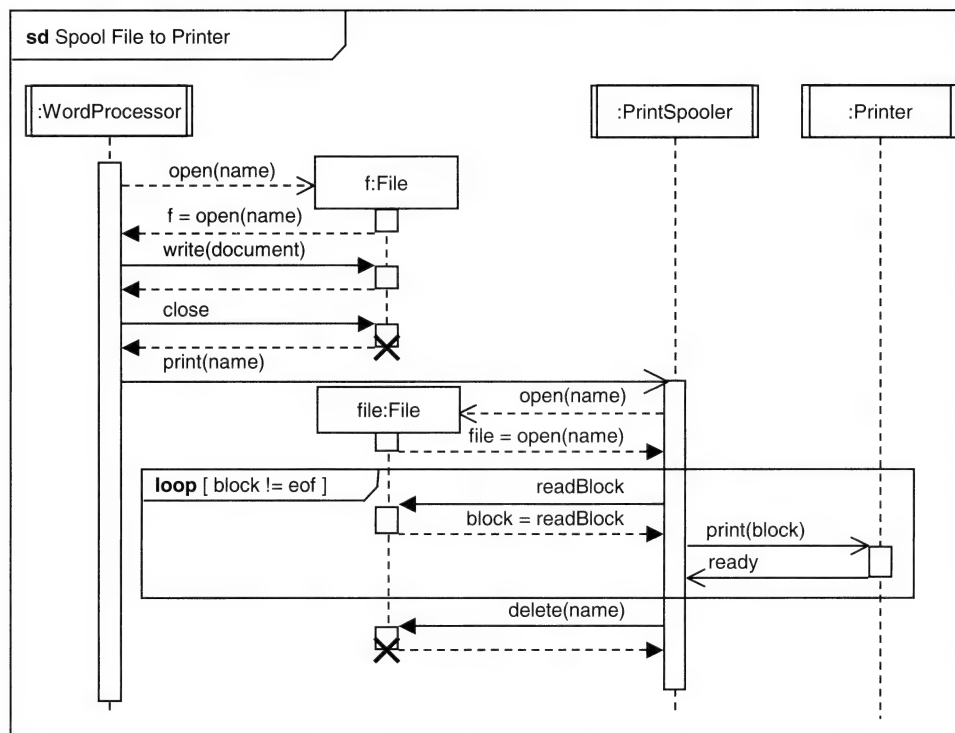 sd Spool File to Printer
:WordProcessor
:PrintSpooler
:Printer
open(name)
f:File
f = open(name)
write(document)
close
print(name)
open(name)
file:File
file = open(name)
loop [ block != eof ]
readBlock
block = readBlock
print(block)
ready
delete(name)